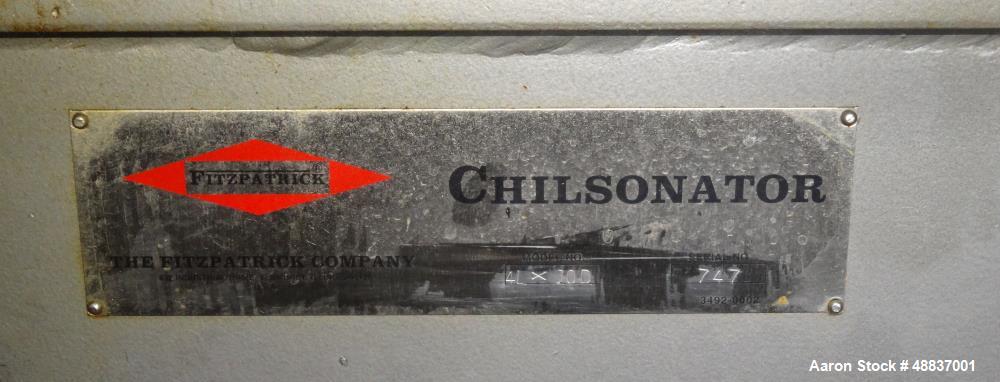 FITZPATRICK
CHILSONATOR
THE FITZPATRICK COMPANY
MODEL NO. SERIAL NO.
4L × 10D 747
3492-0002
Aaron Stock # 48837001